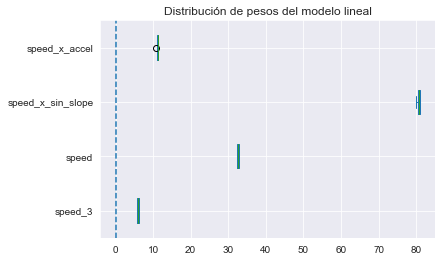 Distribución de pesos del modelo lineal
speed_x_accel
speed_x_sin_slope
speed
speed_3
0 10 20 30 40 50 60 70 80